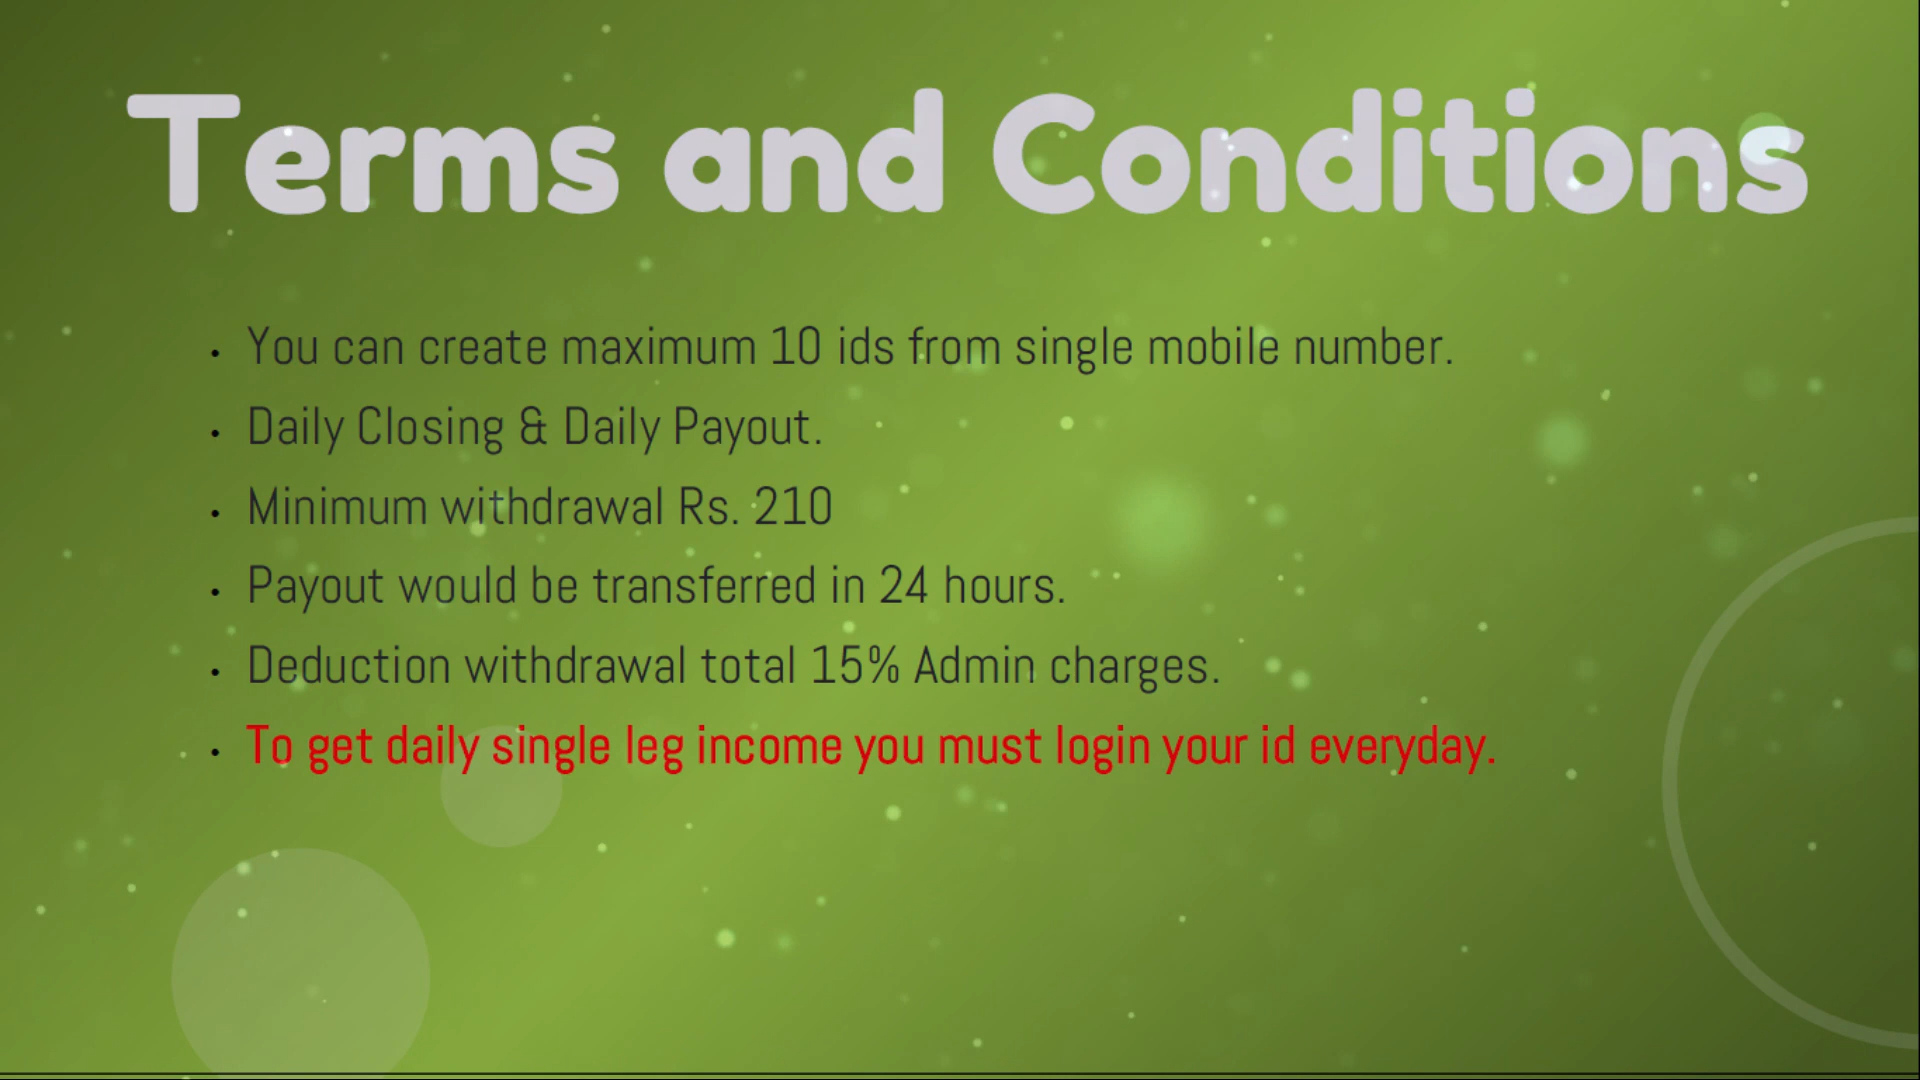 Terms and Conditions
• You can create maximum 10 ids from single mobile number.
• Daily Closing & Daily Payout.
• Minimum withdrawal Rs. 210
• Payout would be transferred in 24 hours.
• Deduction withdrawal total 15% Admin charges.
• To get daily single leg income you must login your id everyday.